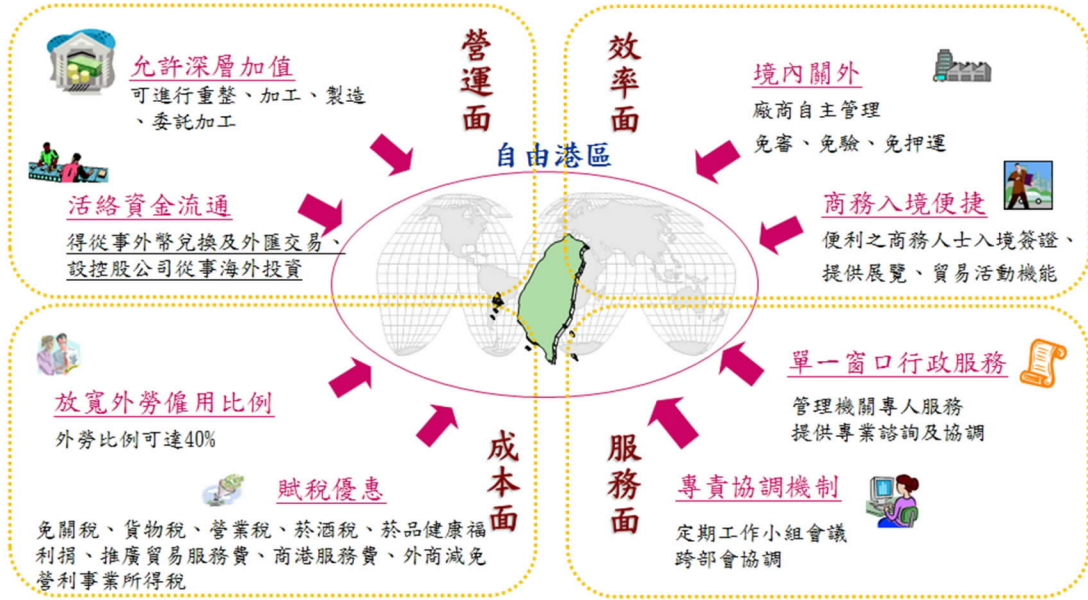 營運面
允許深層加值
可進行重整、加工、製造
、委託加工
活絡資金流通
得從事外幣兌換及外匯交易、
設控股公司從事海外投資
效率面
境內關外
廠商自主管理
免審、免驗、免押運
商務入境便捷
便利之商務人士入境簽證、
提供展覽、貿易活動機能
自由港區
成本面
放寬外勞僱用比例
外勞比例可達40%
賦稅優惠
免關稅、貨物稅、營業稅、菸酒稅、菸品健康福
利捐、推廣貿易服務費、商港服務費、外商減免
營利事業所得稅
服務面
單一窗口行政服務
管理機關專人服務
提供專業諮詢及協調
專責協調機制
定期工作小組會議
跨部會協調